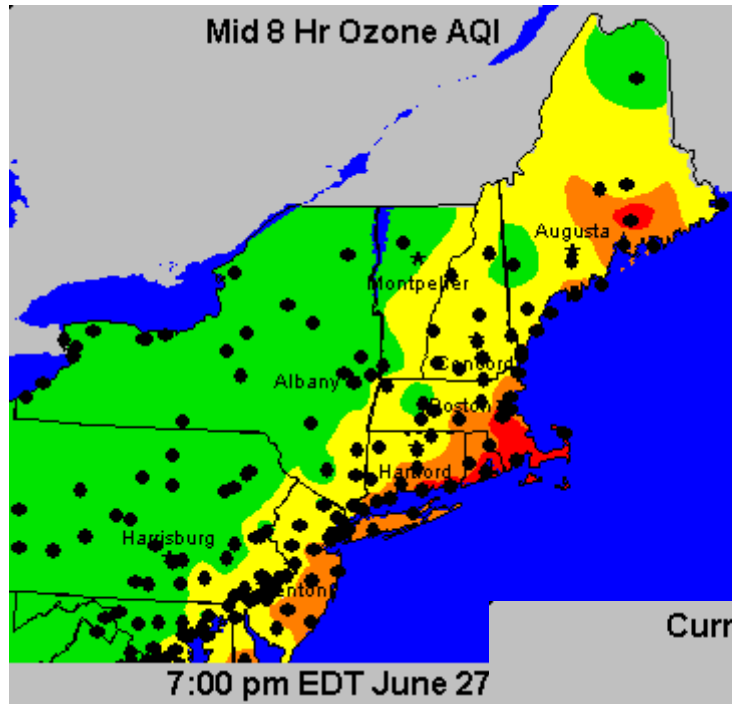 Mid 8 Hr Ozone AQI
Augusta
Montpelier
Concord
Albany
Boston
Hartford
Harrisburg
enton
Curr
7:00 pm EDT June 27